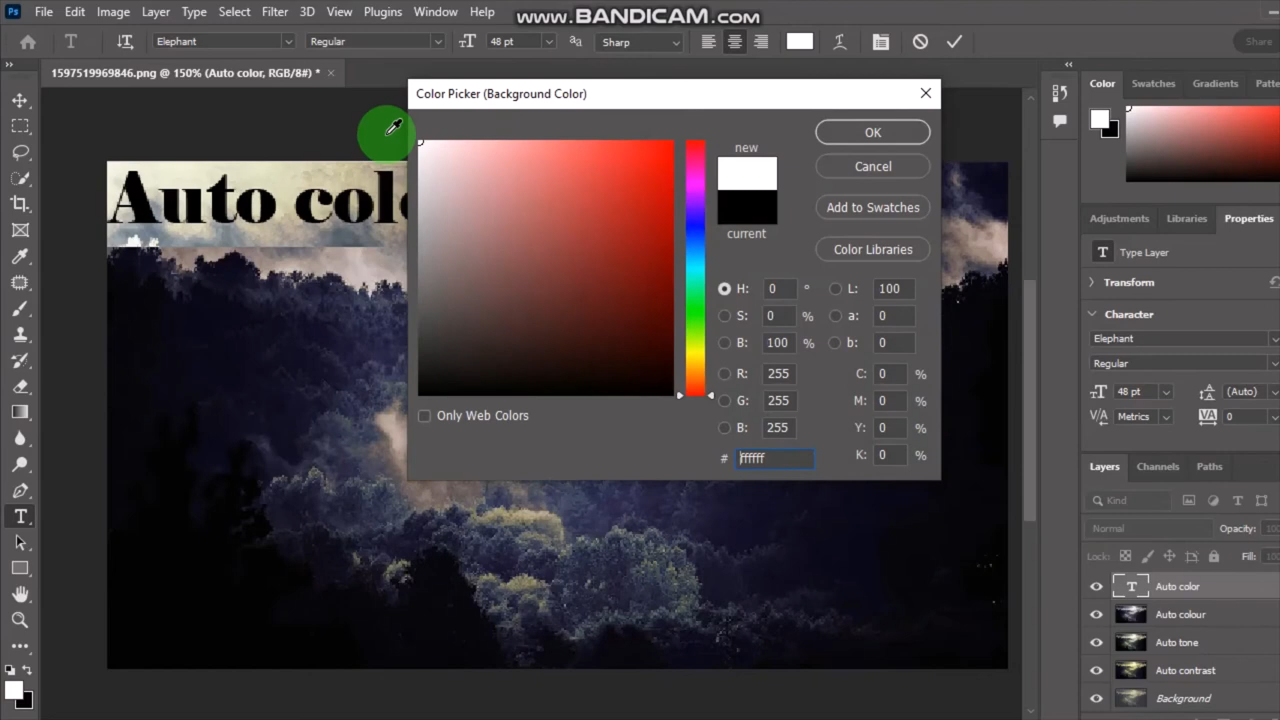 Ps File Edit Image Layer Type Select Filter 3D View Plugins Window Help
www.BANDICAM.com
T Elephant Regular 48 pt aa Sharp Share
1597519969846.png @ 150% (Auto color, RGB/8#) * ×
Color Picker (Background Color)
new
current
OK
Cancel
Add to Swatches
Color Libraries
H: 0 ° L: 100
S: 0 % a: 0
B: 100 % b: 0
R: 255 C: 0 %
G: 255 M: 0 %
B: 255 Y: 0 %
# ffffff K: 0 %
Only Web Colors
Auto col
Color Swatches Gradients Patte
Adjustments Libraries Properties
T Type Layer
Transform
Character
Elephant
Regular
48 pt (Auto)
Metrics 0
Layers Channels Paths
Kind
Normal Opacity:
Lock: Fill:
T Auto color
Auto colour
Auto tone
Auto contrast
Background